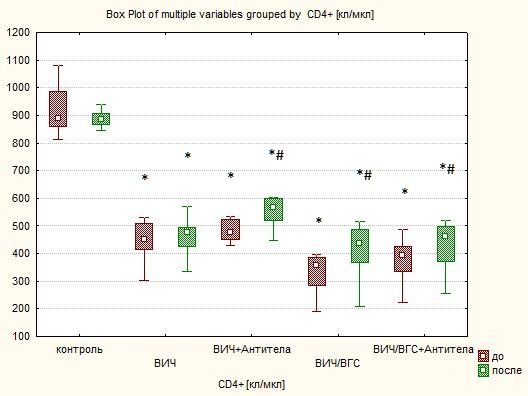 Box Plot of multiple variables grouped by CD4+ [кл/мкл]
1200
1100
1000
900
800
700
600
500
400
300
200
100
* * * *# * *# * *#
контроль ВИЧ+Антитела ВИЧ/ВГС+Антитела
ВИЧ ВИЧ/ВГС
до
после
CD4+ [кл/мкл]